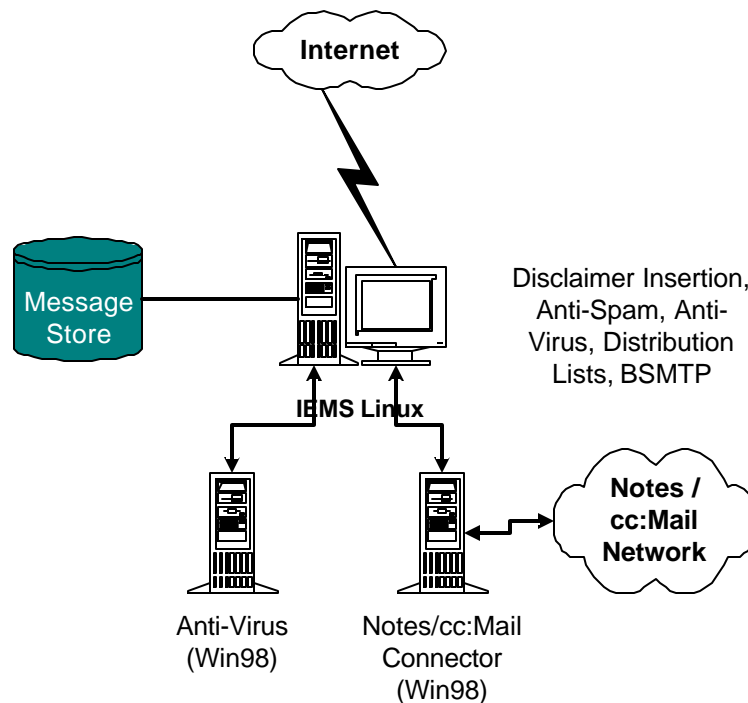 Internet
Message
Store
Disclaimer Insertion,
Anti-Spam, Anti-
Virus, Distribution
Lists, BSMTP
IEMS Linux
Notes /
cc:Mail
Network
Anti-Virus
(Win98)
Notes/cc:Mail
Connector
(Win98)